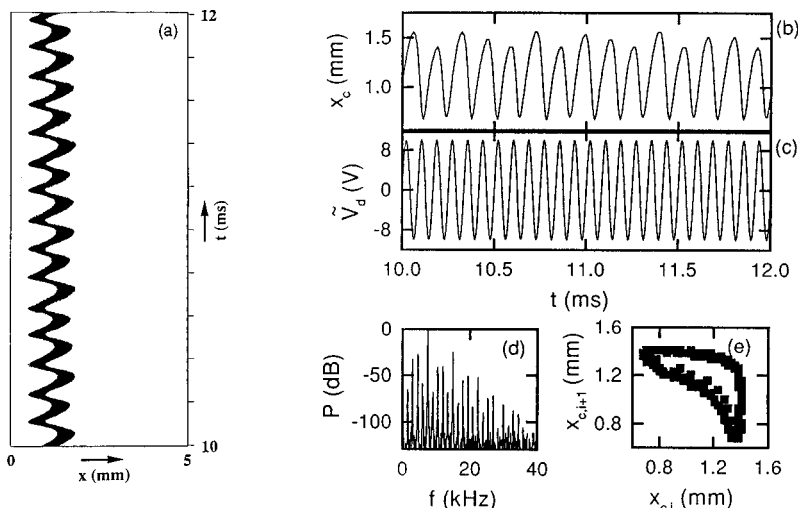 (a)
12
t (ms)
10
0
x (mm)
5
(b)
1.5
1.0
x_c (mm)
(c)
8
0
-8
Ṽ_d (V)
10.0 10.5 11.0 11.5 12.0
t (ms)
(d)
0
-50
-100
P (dB)
0 20 40
f (kHz)
(e)
1.6
1.2
0.8
x_c,i+1 (mm)
0.8 1.2 1.6
x_c,i (mm)